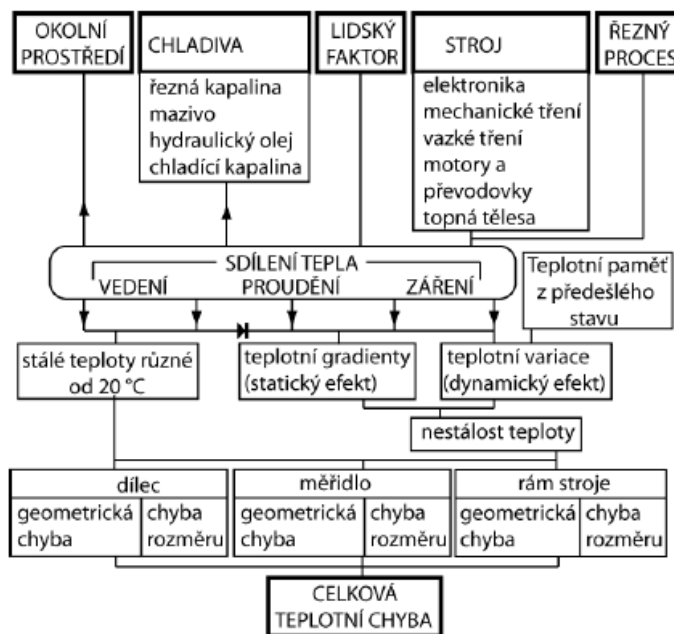 OKOLNÍ
PROSTŘEDÍ
CHLADIVA
řezná kapalina
mazivo
hydraulický olej
chladící kapalina
LIDSKÝ
FAKTOR
STROJ
elektronika
mechanické tření
vazké tření
motory a
převodovky
topná tělesa
ŘEZNÝ
PROCES
SDÍLENÍ TEPLA
VEDENÍ PROUDĚNÍ ZÁŘENÍ
Teplotní paměť
z předešlého
stavu
stálé teploty různé
od 20 °C
teplotní gradienty
(statický efekt)
teplotní variace
(dynamický efekt)
nestálost teploty
dílec
geometrická
chyba
chyba
rozměru
měřidlo
geometrická
chyba
chyba
rozměru
rám stroje
geometrická
chyba
chyba
rozměru
CELKOVÁ
TEPLOTNÍ CHYBA